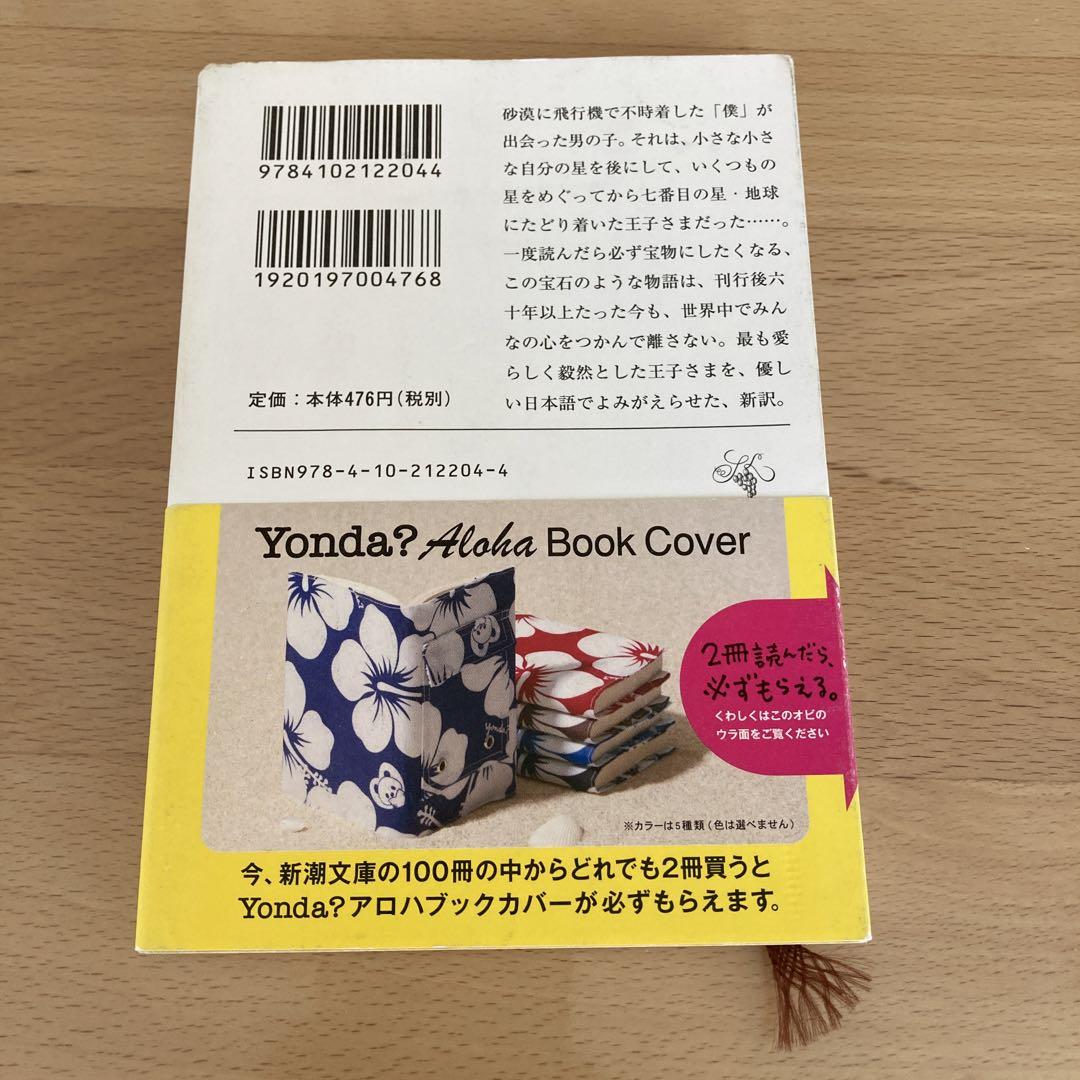 9784102122044
1920197004768
定価：本体476円（税別）
砂漠に飛行機で不時着した「僕」が
出会った男の子。それは、小さな小さ
な自分の星を後にして、いくつもの
星をめぐってから七番目の星・地球
にたどり着いた王子さまだった……。
一度読んだら必ず宝物にしたくなる、
この宝石のような物語は、刊行後六
十年以上たった今も、世界中でみん
なの心をつかんで離さない。最も愛
らしく毅然とした王子さまを、優し
い日本語でよみがえらせた、新訳。
ISBN978-4-10-212204-4
Yonda? Aloha Book Cover
2冊読んだら、
必ずもらえる。
くわしくはこのオビの
ウラ面をご覧ください
Yonda?
※カラーは5種類（色は選べません）
今、新潮文庫の100冊の中からどれでも2冊買うと
Yonda?アロハブックカバーが必ずもらえます。